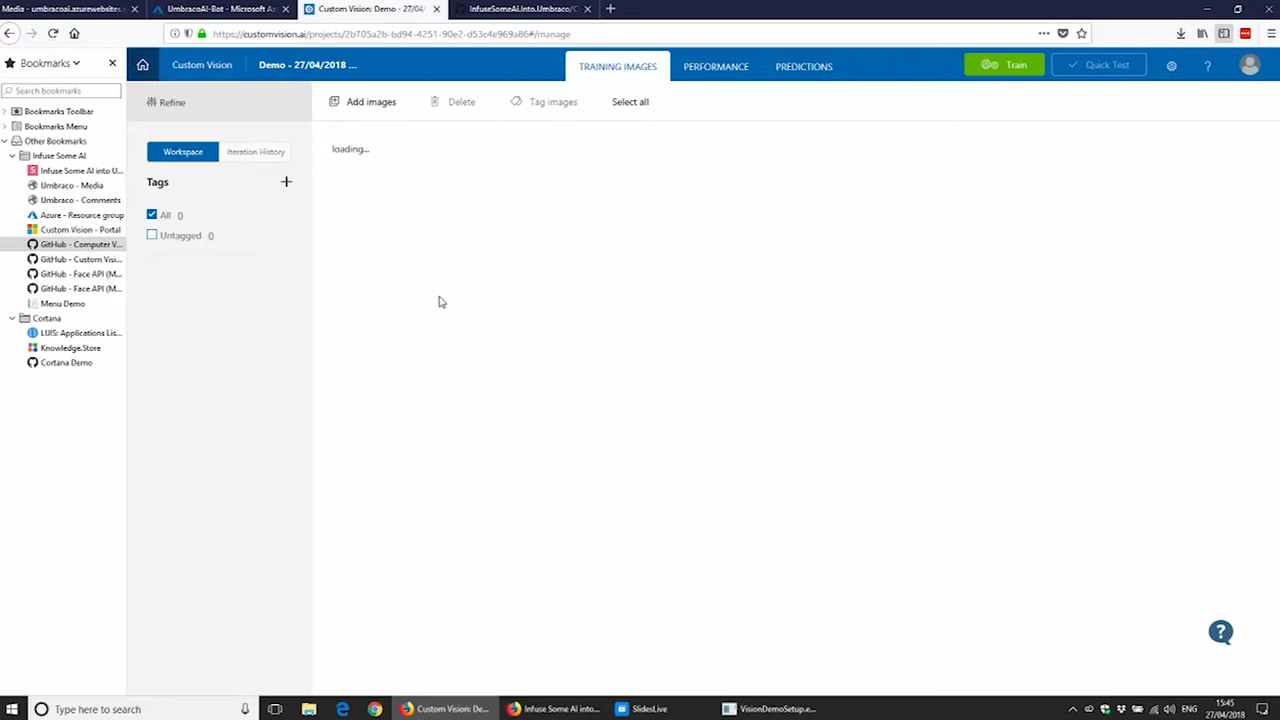 Media - umbracoai.azurewebsites.n
UmbracoAI-Bot - Microsoft Az
Custom Vision: Demo - 27/04/
InfuseSomeAI.Into.Umbraco/C
https://customvision.ai/projects/2b705a2b-bd94-4251-90e2-d53c4e969a86#/manage
Bookmarks
Custom Vision
Demo - 27/04/2018 ...
TRAINING IMAGES
PERFORMANCE
PREDICTIONS
Train
Quick Test
?
Search bookmarks
Bookmarks Toolbar
Bookmarks Menu
Other Bookmarks
Infuse Some AI
Infuse Some AI into U...
Umbraco - Media
Umbraco - Comments
Azure - Resource group
Custom Vision - Portal
GitHub - Computer V...
GitHub - Custom Visi...
GitHub - Face API (M...
GitHub - Face API (M...
Menu Demo
Cortana
LUIS: Applications Lis...
Knowledge.Store
Cortana Demo
Refine
Add images
Delete
Tag images
Select all
Workspace
Iteration History
loading...
Tags
All 0
Untagged 0
?
Type here to search
Custom Vision: De...
Infuse Some AI into...
SlidesLive
VisionDemoSetup.e...
ENG
15:45
27/04/2018